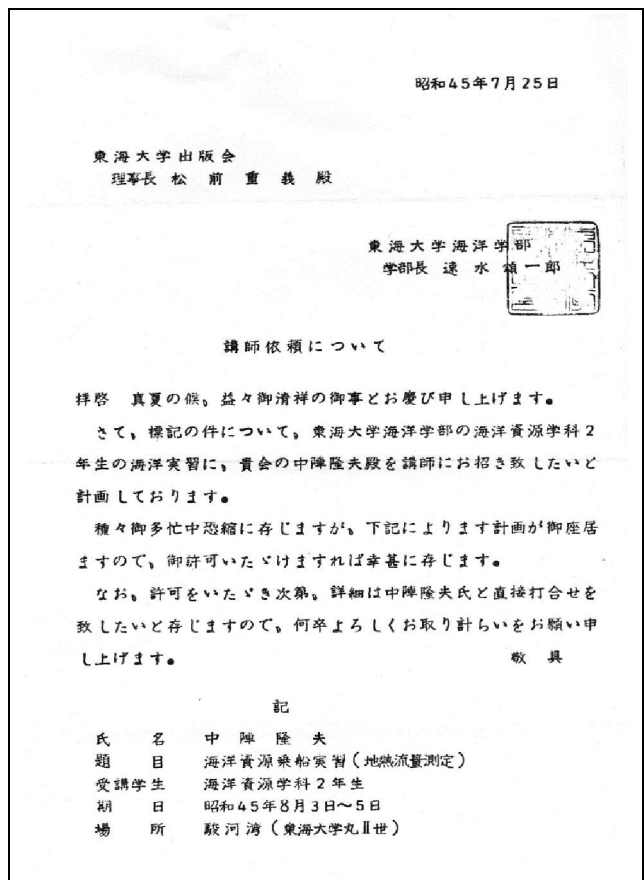 昭和45年7月25日
東海大学出版会
理事長 松前重義殿
東海大学海洋学部
学部長 速水頌一郎
講師依頼について
拝啓 真夏の候。益々御清祥の御事とお慶び申し上げます。
さて。標記の件について。東海大学海洋学部の海洋資源学科2
年生の海洋実習に。貴会の中陣隆夫殿を講師にお招き致したいと
計画しております。
種々御多忙中恐縮に存じますが。下記によります計画が御座居
ますので。御許可いたゞけますれば幸甚に存じます。
なお。許可をいたゞき次第。詳細は中陣隆夫氏と直接打合せを
致したいと存じますので。何卒よろしくお取り計らいをお願い申
し上げます。 敬具
記
氏名 中陣隆夫
題目 海洋資源乗船実習(地熱流量測定)
受講学生 海洋資源学科2年生
期日 昭和45年8月3日~5日
場所 駿河湾(東海大学丸Ⅱ世)